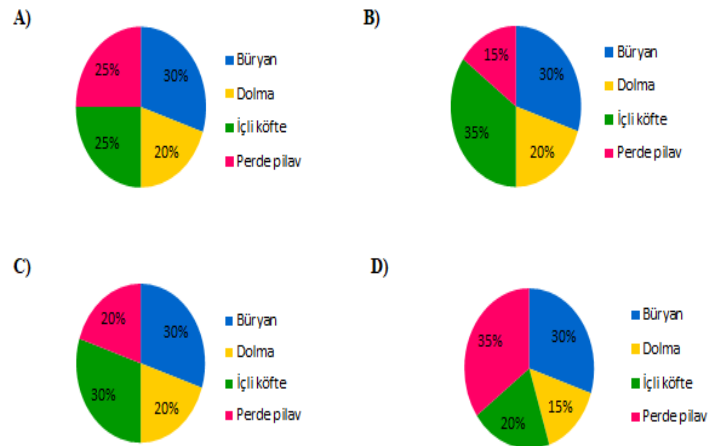 A)
25%
30%
25%
20%
Büryan
Dolma
İçli köfte
Perde pilav
B)
15%
30%
35%
20%
Büryan
Dolma
İçli köfte
Perde pilav
C)
20%
30%
30%
20%
Büryan
Dolma
İçli köfte
Perde pilav
D)
35%
30%
20%
15%
Büryan
Dolma
İçli köfte
Perde pilav